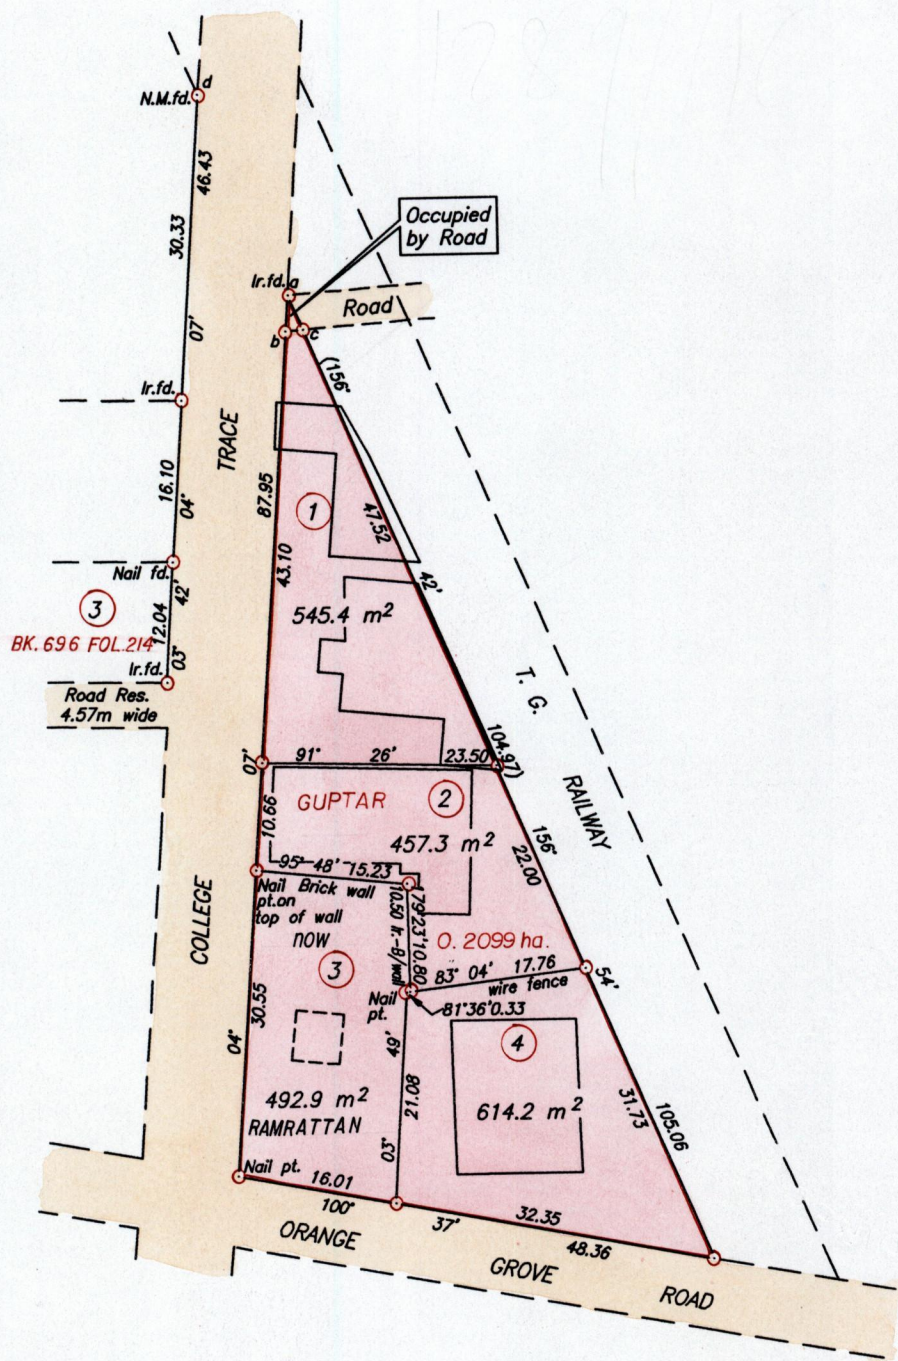 d
N.M.fd.
46.43
30.33
07'
Occupied
by Road
Ir.fd.
a
Road
b
c
(156°
Ir.fd.
TRACE
16.10
04°
87.95
1
47.52
Nail fd.
42'
43.10
42'
3
545.4 m²
12.04
BK. 696 FOL. 214
03°
Ir.fd.
Road Res.
4.57m wide
T. G.
RAILWAY
104.97)
07'
91° 26' 23.50
GUPTAR
2
10.66
457.3 m²
156°
22.00
95° 48' 15.23
Nail Brick wall
pt.on
top of wall
now
10.50 Ir.-B/wall
79°23'10.80
COLLEGE
O. 2099 ha.
3
83° 04' 17.76
wire fence
54'
Nail
pt.
81°36'0.33
30.55
04°
49'
4
492.9 m²
21.08
614.2 m²
31.73
105.06
RAMRATTAN
03°
Nail pt.
16.01
100°
37'
32.35
48.36
ORANGE
GROVE
ROAD